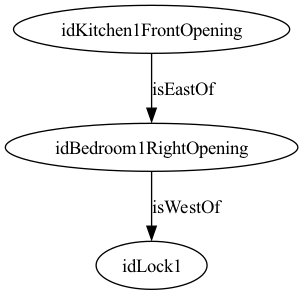 idKitchen1FrontOpening
isEastOf
idBedroom1RightOpening
isWestOf
idLock1